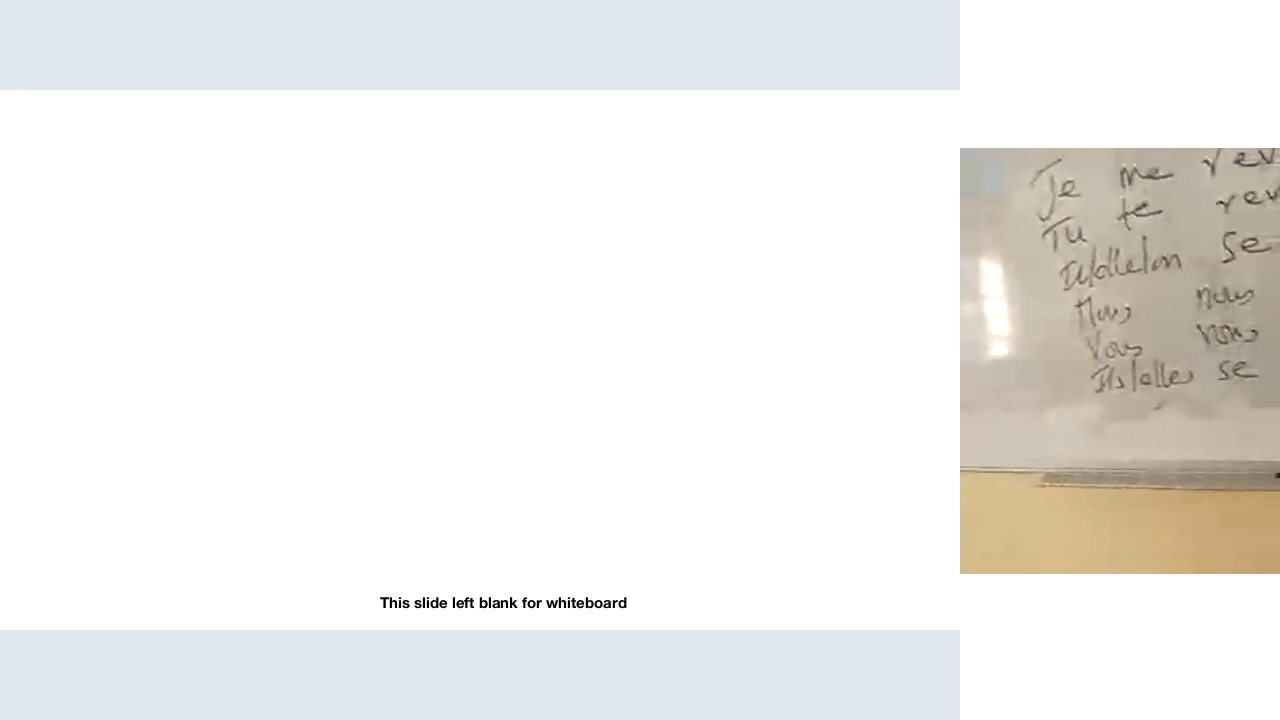 Je me rev
Tu te rev
Il/elle/on se
Nous nous
Vous vous
Ils/elles se
This slide left blank for whiteboard